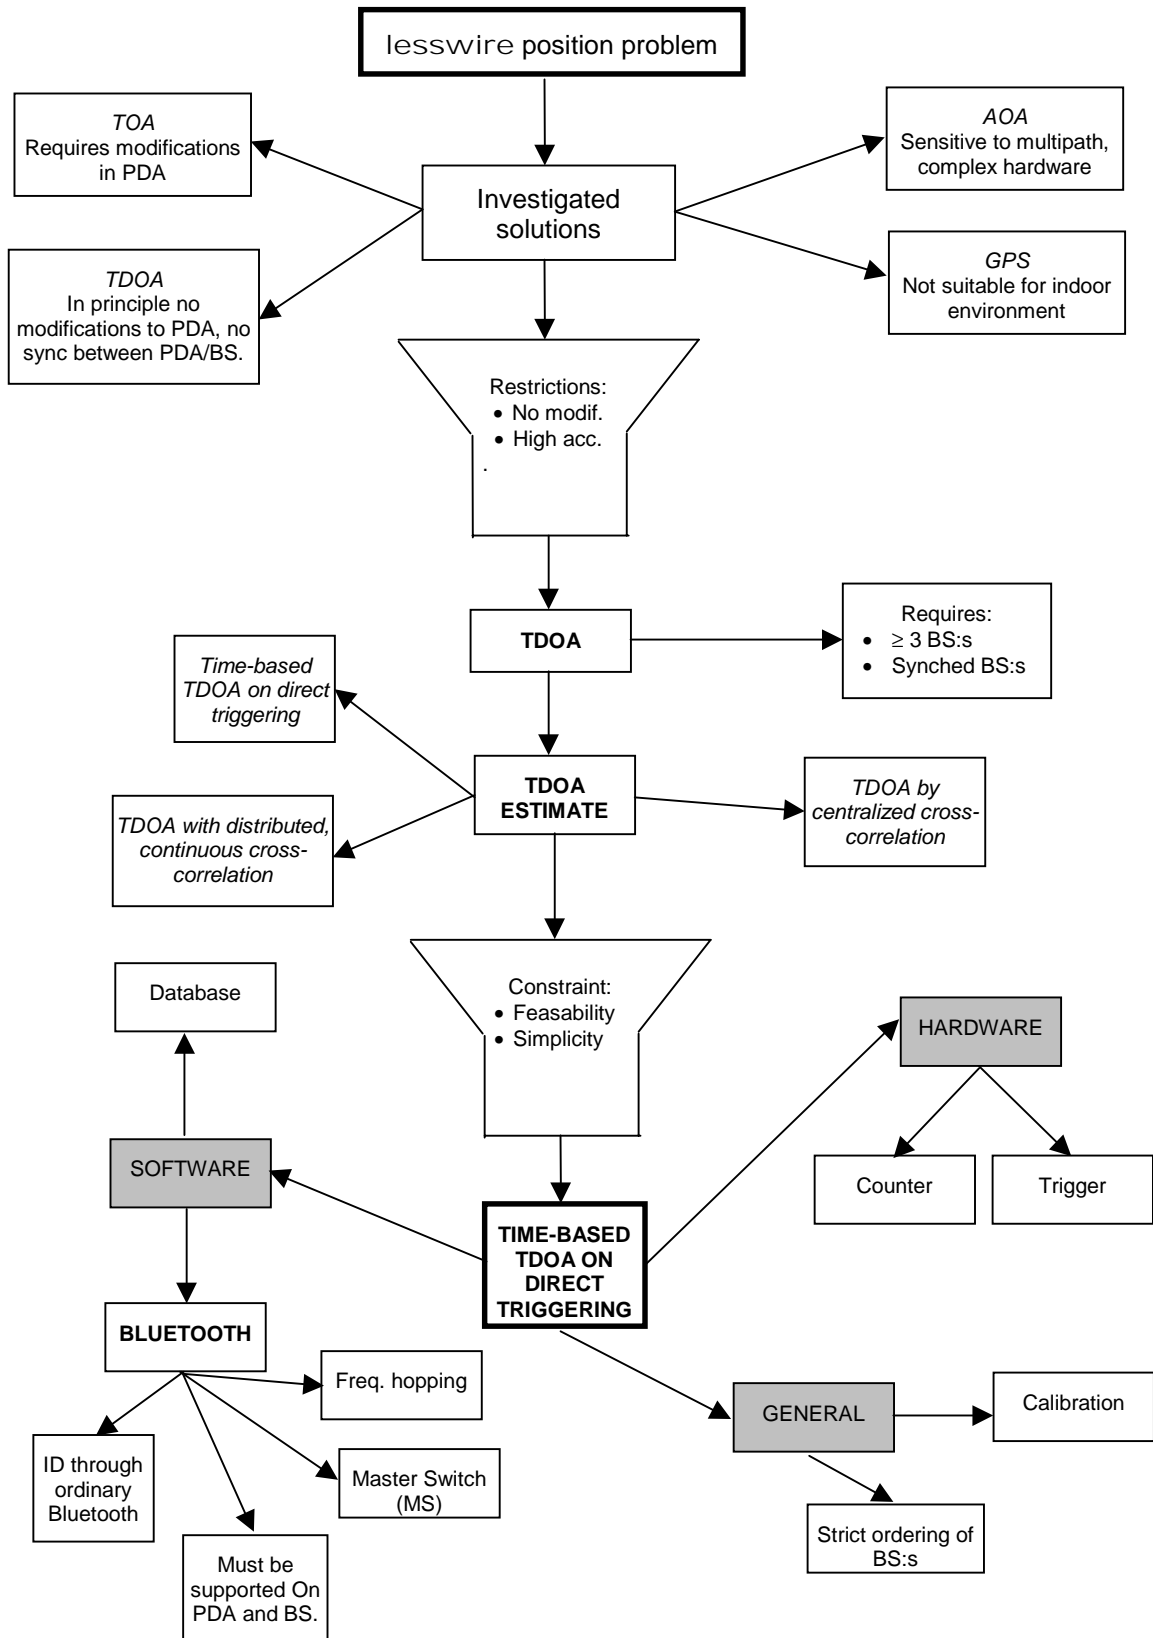 lesswire position problem
TOA
Requires modifications
in PDA
AOA
Sensitive to multipath,
complex hardware
Investigated
solutions
TDOA
In principle no
modifications to PDA, no
sync between PDA/BS.
GPS
Not suitable for indoor
environment
Restrictions:
• No modif.
• High acc.
.
TDOA
Requires:
• ≥ 3 BS:s
• Synched BS:s
Time-based
TDOA on direct
triggering
TDOA
ESTIMATE
TDOA by
centralized cross-
correlation
TDOA with distributed,
continuous cross-
correlation
Constraint:
• Feasability
• Simplicity
Database
HARDWARE
SOFTWARE
Counter
Trigger
TIME-BASED
TDOA ON
DIRECT
TRIGGERING
BLUETOOTH
Freq. hopping
GENERAL
Calibration
ID through
ordinary
Bluetooth
Master Switch
(MS)
Strict ordering of
BS:s
Must be
supported On
PDA and BS.